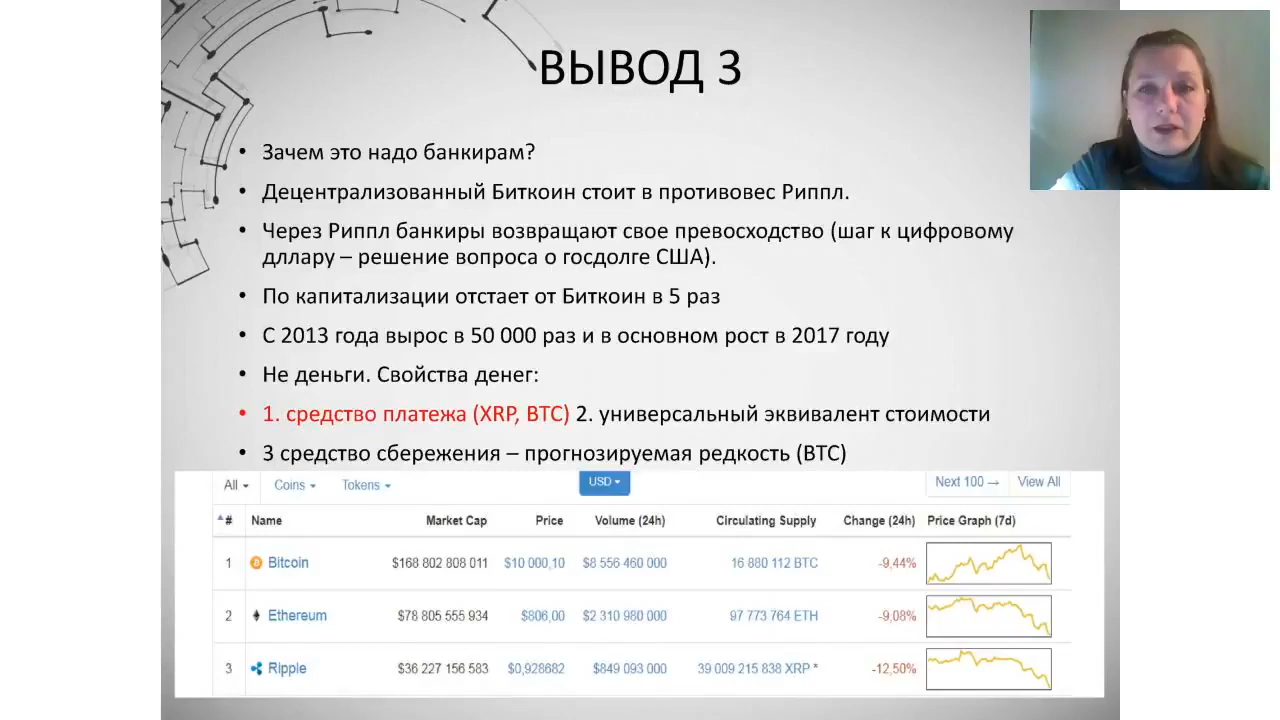 ВЫВОД 3
• Зачем это надо банкирам?
• Децентрализованный Биткоин стоит в противовес Риппл.
• Через Риппл банкиры возвращают свое превосходство (шаг к цифровому
дллару – решение вопроса о госдолге США).
• По капитализации отстает от Биткоин в 5 раз
• С 2013 года вырос в 50 000 раз и в основном рост в 2017 году
• Не деньги. Свойства денег:
• 1. средство платежа (XRP, BTC) 2. универсальный эквивалент стоимости
• 3 средство сбережения – прогнозируемая редкость (BTC)
All Coins Tokens USD Next 100 → View All
# Name Market Cap Price Volume (24h) Circulating Supply Change (24h) Price Graph (7d)
1 Bitcoin $168 802 808 011 $10 000,10 $8 556 460 000 16 880 112 BTC -9,44%
2 Ethereum $78 805 555 934 $806,00 $2 310 980 000 97 773 764 ETH -9,08%
3 Ripple $36 227 156 583 $0,928682 $849 093 000 39 009 215 838 XRP * -12,50%